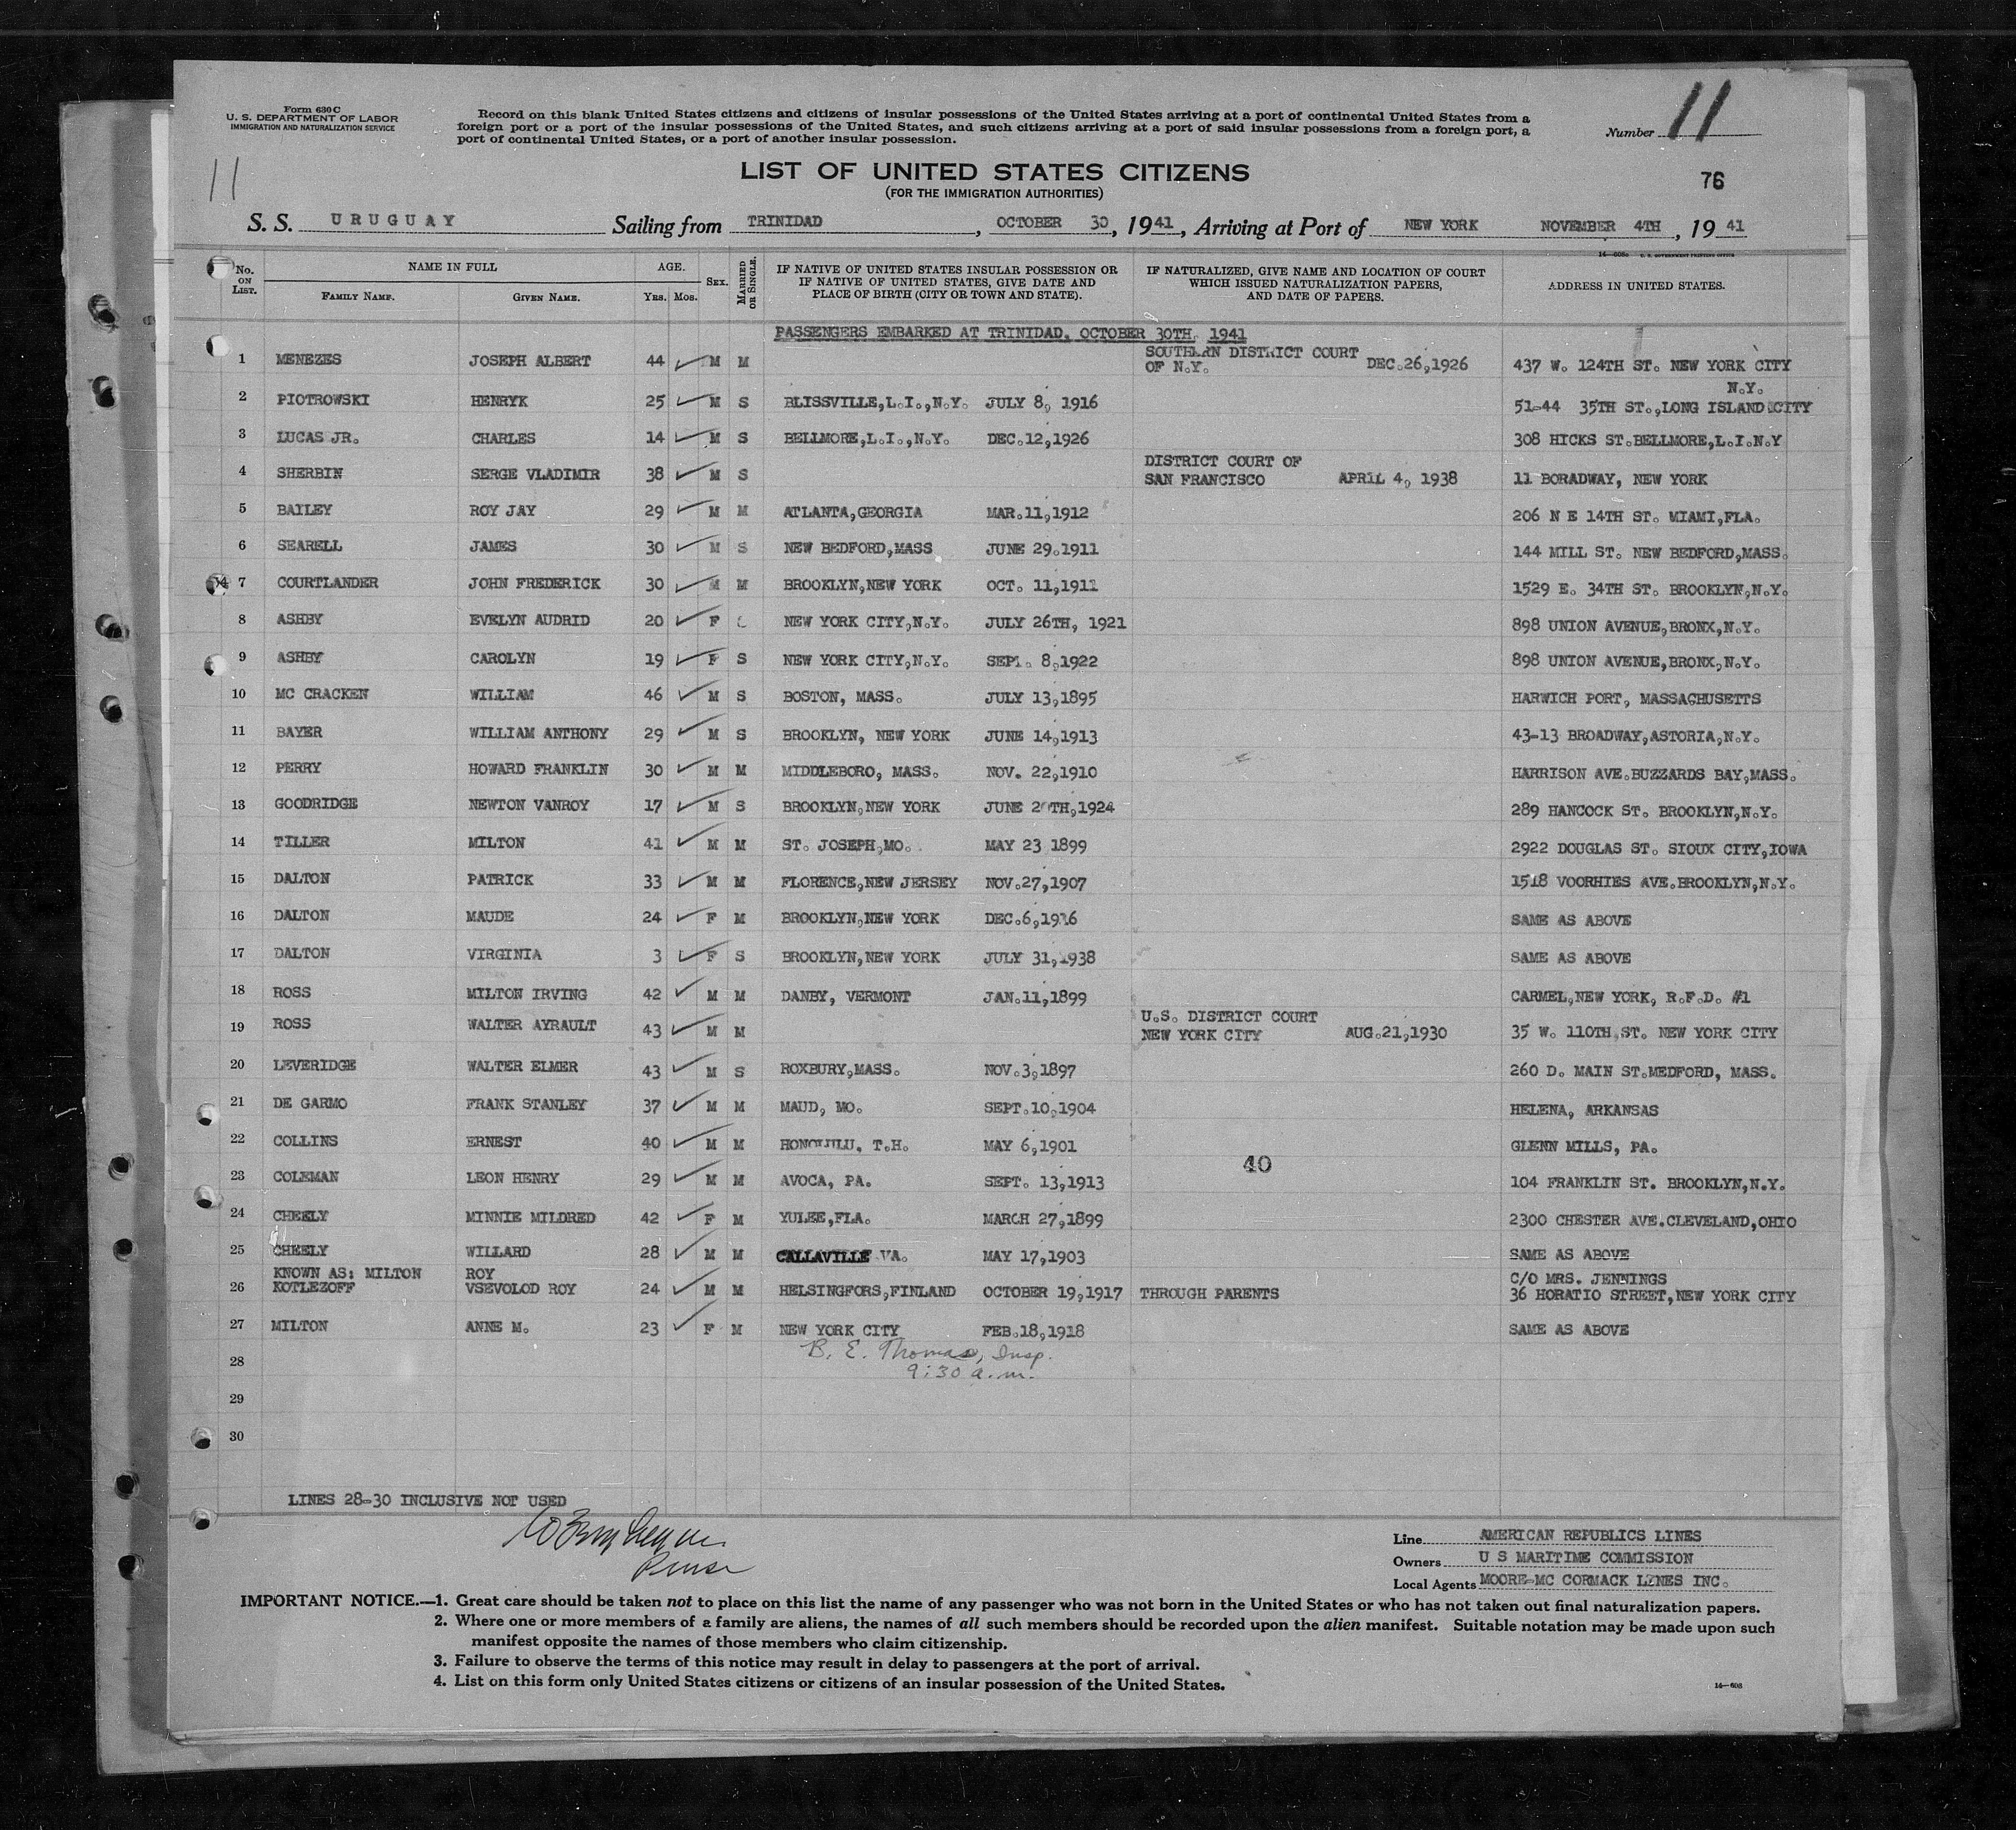 Form 630 C
U. S. DEPARTMENT OF LABOR
IMMIGRATION AND NATURALIZATION SERVICE
Record on this blank United States citizens and citizens of insular possessions of the United States arriving at a port of continental United States from a
foreign port or a port of the insular possessions of the United States, and such citizens arriving at a port of said insular possessions from a foreign port, a
port of continental United States, or a port of another insular possession.
Number 11
11
LIST OF UNITED STATES CITIZENS
(FOR THE IMMIGRATION AUTHORITIES)
76
S. S. URUGUAY Sailing from TRINIDAD, OCTOBER 30, 1941, Arriving at Port of NEW YORK NOVEMBER 4TH, 1941
No. ON LIST. NAME IN FULL FAMILY NAME. GIVEN NAME. AGE. YRS. MOS. SEX. MARRIED OR SINGLE. IF NATIVE OF UNITED STATES INSULAR POSSESSION OR IF NATIVE OF UNITED STATES, GIVE DATE AND PLACE OF BIRTH (CITY OR TOWN AND STATE). IF NATURALIZED, GIVE NAME AND LOCATION OF COURT WHICH ISSUED NATURALIZATION PAPERS, AND DATE OF PAPERS. ADDRESS IN UNITED STATES.
PASSENGERS EMBARKED AT TRINIDAD, OCTOBER 30TH, 1941
1 MENEZES JOSEPH ALBERT 44 M M SOUTHERN DISTRICT COURT OF N.Y. DEC.26,1926 437 W. 124TH ST. NEW YORK CITY
2 PIOTROWSKI HENRYK 25 M S BLISSVILLE,L.I.,N.Y. JULY 8, 1916 51-44 35TH ST.,LONG ISLAND CITY N.Y.
3 LUCAS JR. CHARLES 14 M S BELLMORE,L.I.,N.Y. DEC.12,1926 308 HICKS ST.BELLMORE,L.I.N.Y
4 SHERBIN SERGE VLADIMIR 38 M S DISTRICT COURT OF SAN FRANCISCO APRIL 4, 1938 11 BORADWAY, NEW YORK
5 BAILEY ROY JAY 29 M M ATLANTA,GEORGIA MAR.11,1912 206 N E 14TH ST. MIAMI,FLA.
6 SEARELL JAMES 30 M S NEW BEDFORD,MASS JUNE 29.1911 144 MILL ST. NEW BEDFORD,MASS.
7 COURTLANDER JOHN FREDERICK 30 M M BROOKLYN,NEW YORK OCT. 11,1911 1529 E. 34TH ST. BROOKLYN,N.Y.
8 ASHBY EVELYN AUDRID 20 F NEW YORK CITY,N.Y. JULY 26TH, 1921 898 UNION AVENUE,BRONX,N.Y.
9 ASHBY CAROLYN 19 F S NEW YORK CITY,N.Y. SEPT. 8,1922 898 UNION AVENUE,BRONX,N.Y.
10 MC CRACKEN WILLIAM 46 M S BOSTON, MASS. JULY 13,1895 HARWICH PORT, MASSACHUSETTS
11 BAYER WILLIAM ANTHONY 29 M S BROOKLYN, NEW YORK JUNE 14,1913 43-13 BROADWAY,ASTORIA,N.Y.
12 PERRY HOWARD FRANKLIN 30 M M MIDDLEBORO, MASS. NOV. 22,1910 HARRISON AVE.BUZZARDS BAY,MASS.
13 GOODRIDGE NEWTON VANROY 17 M S BROOKLYN,NEW YORK JUNE 1924 289 HANCOCK ST. BROOKLYN,N.Y.
14 TILLER MILTON 41 M M ST. JOSEPH,MO. MAY 23 1899 2922 DOUGLAS ST. SIOUX CITY,IOWA
15 DALTON PATRICK 33 M M FLORENCE,NEW JERSEY NOV.27,1907 1518 VOORHIES AVE.BROOKLYN,N.Y.
16 DALTON MAUDE 24 F M BROOKLYN,NEW YORK DEC.6,1916 SAME AS ABOVE
17 DALTON VIRGINIA 3 F S BROOKLYN,NEW YORK JULY 31,1938 SAME AS ABOVE
18 ROSS MILTON IRVING 42 M M DANBY, VERMONT JAN.11,1899 CARMEL,NEW YORK, R.F.D. #1
19 ROSS WALTER AYRAULT 43 M M U.S. DISTRICT COURT NEW YORK CITY AUG.21,1930 35 W. 110TH ST. NEW YORK CITY
20 LEVERIDGE WALTER ELMER 43 M S ROXBURY,MASS. NOV.3,1897 260 D. MAIN ST.MEDFORD, MASS.
21 DE GARMO FRANK STANLEY 37 M M MAUD, MO. SEPT.10,1904 HELENA, ARKANSAS
22 COLLINS ERNEST 40 M M HONOLULU, T.H. MAY 6,1901 GLENN MILLS, PA.
40
23 COLEMAN LEON HENRY 29 M M AVOCA, PA. SEPT. 13,1913 104 FRANKLIN ST. BROOKLYN,N.Y.
24 CHEELY MINNIE MILDRED 42 F M YULEE,FLA. MARCH 27,1899 2300 CHESTER AVE.CLEVELAND,OHIO
25 CHEELY WILLARD 28 M M CALLAVILLE VA. MAY 17,1903 SAME AS ABOVE
KNOWN AS: MILTON ROY C/O MRS. JENNINGS
26 KOTLEZOFF VSEVOLOD ROY 24 M M HELSINGFORS,FINLAND OCTOBER 19,1917 THROUGH PARENTS 36 HORATIO STREET,NEW YORK CITY
27 MILTON ANNE M. 23 F M NEW YORK CITY FEB.18,1918 SAME AS ABOVE
28 B. E. Thomas, Insp.
9:30 a.m.
29
30
LINES 28-30 INCLUSIVE NOT USED
Purser
Line AMERICAN REPUBLICS LINES
Owners U S MARITIME COMMISSION
Local Agents MOORE-MC CORMACK LINES INC.
IMPORTANT NOTICE.—1. Great care should be taken not to place on this list the name of any passenger who was not born in the United States or who has not taken out final naturalization papers.
2. Where one or more members of a family are aliens, the names of all such members should be recorded upon the alien manifest. Suitable notation may be made upon such
manifest opposite the names of those members who claim citizenship.
3. Failure to observe the terms of this notice may result in delay to passengers at the port of arrival.
4. List on this form only United States citizens or citizens of an insular possession of the United States.
14—608